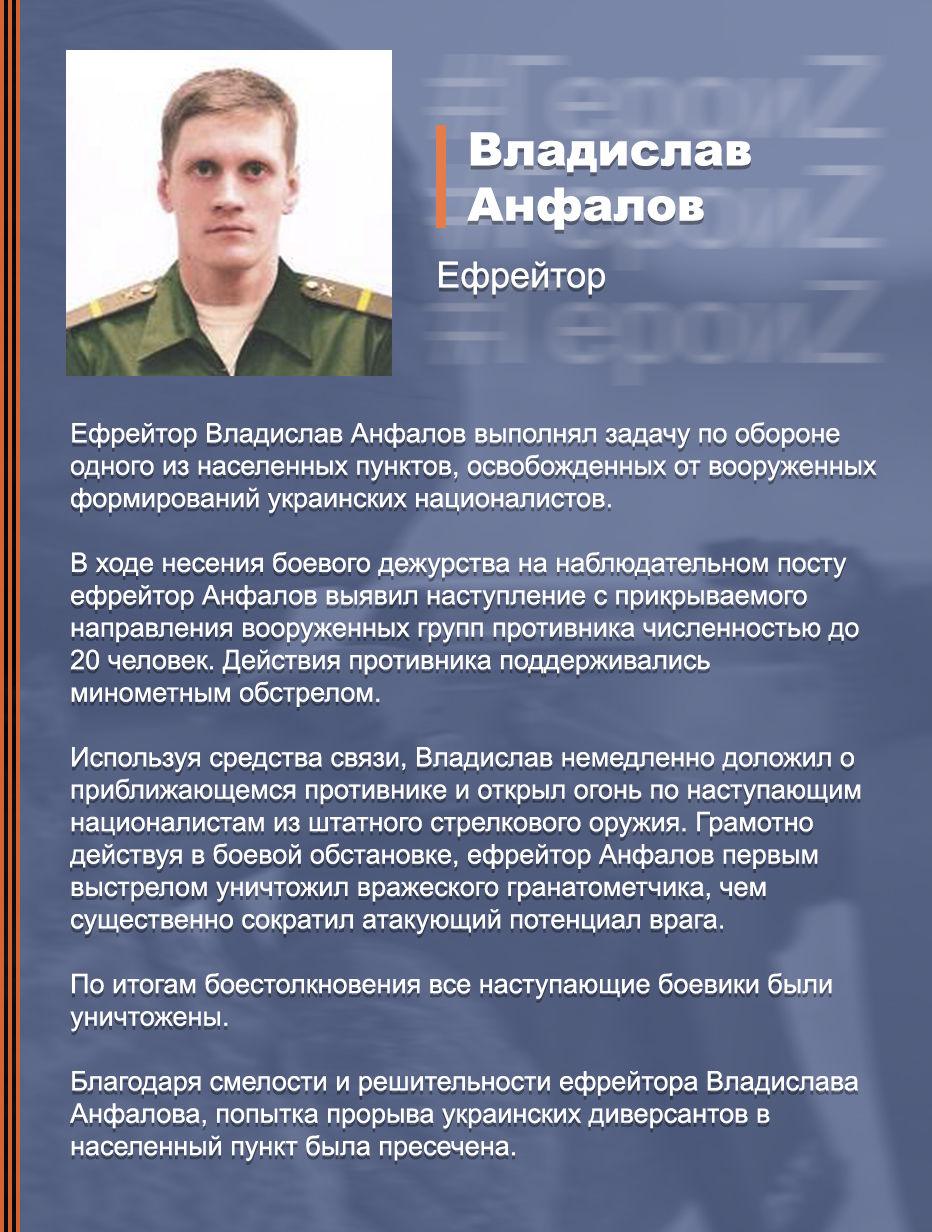 #ГероиZ
#ГероиZ
#ГероиZ
Владислав
Анфалов
Ефрейтор
Ефрейтор Владислав Анфалов выполнял задачу по обороне
одного из населенных пунктов, освобожденных от вооруженных
формирований украинских националистов.
В ходе несения боевого дежурства на наблюдательном посту
ефрейтор Анфалов выявил наступление с прикрываемого
направления вооруженных групп противника численностью до
20 человек. Действия противника поддерживались
минометным обстрелом.
Используя средства связи, Владислав немедленно доложил о
приближающемся противнике и открыл огонь по наступающим
националистам из штатного стрелкового оружия. Грамотно
действуя в боевой обстановке, ефрейтор Анфалов первым
выстрелом уничтожил вражеского гранатометчика, чем
существенно сократил атакующий потенциал врага.
По итогам боестолкновения все наступающие боевики были
уничтожены.
Благодаря смелости и решительности ефрейтора Владислава
Анфалова, попытка прорыва украинских диверсантов в
населенный пункт была пресечена.